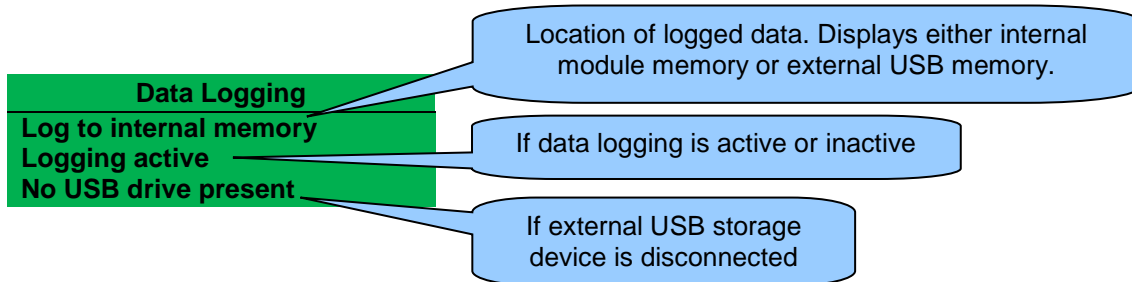 Location of logged data. Displays either internal
module memory or external USB memory.
Data Logging
Log to internal memory
Logging active
No USB drive present
If data logging is active or inactive
If external USB storage
device is disconnected